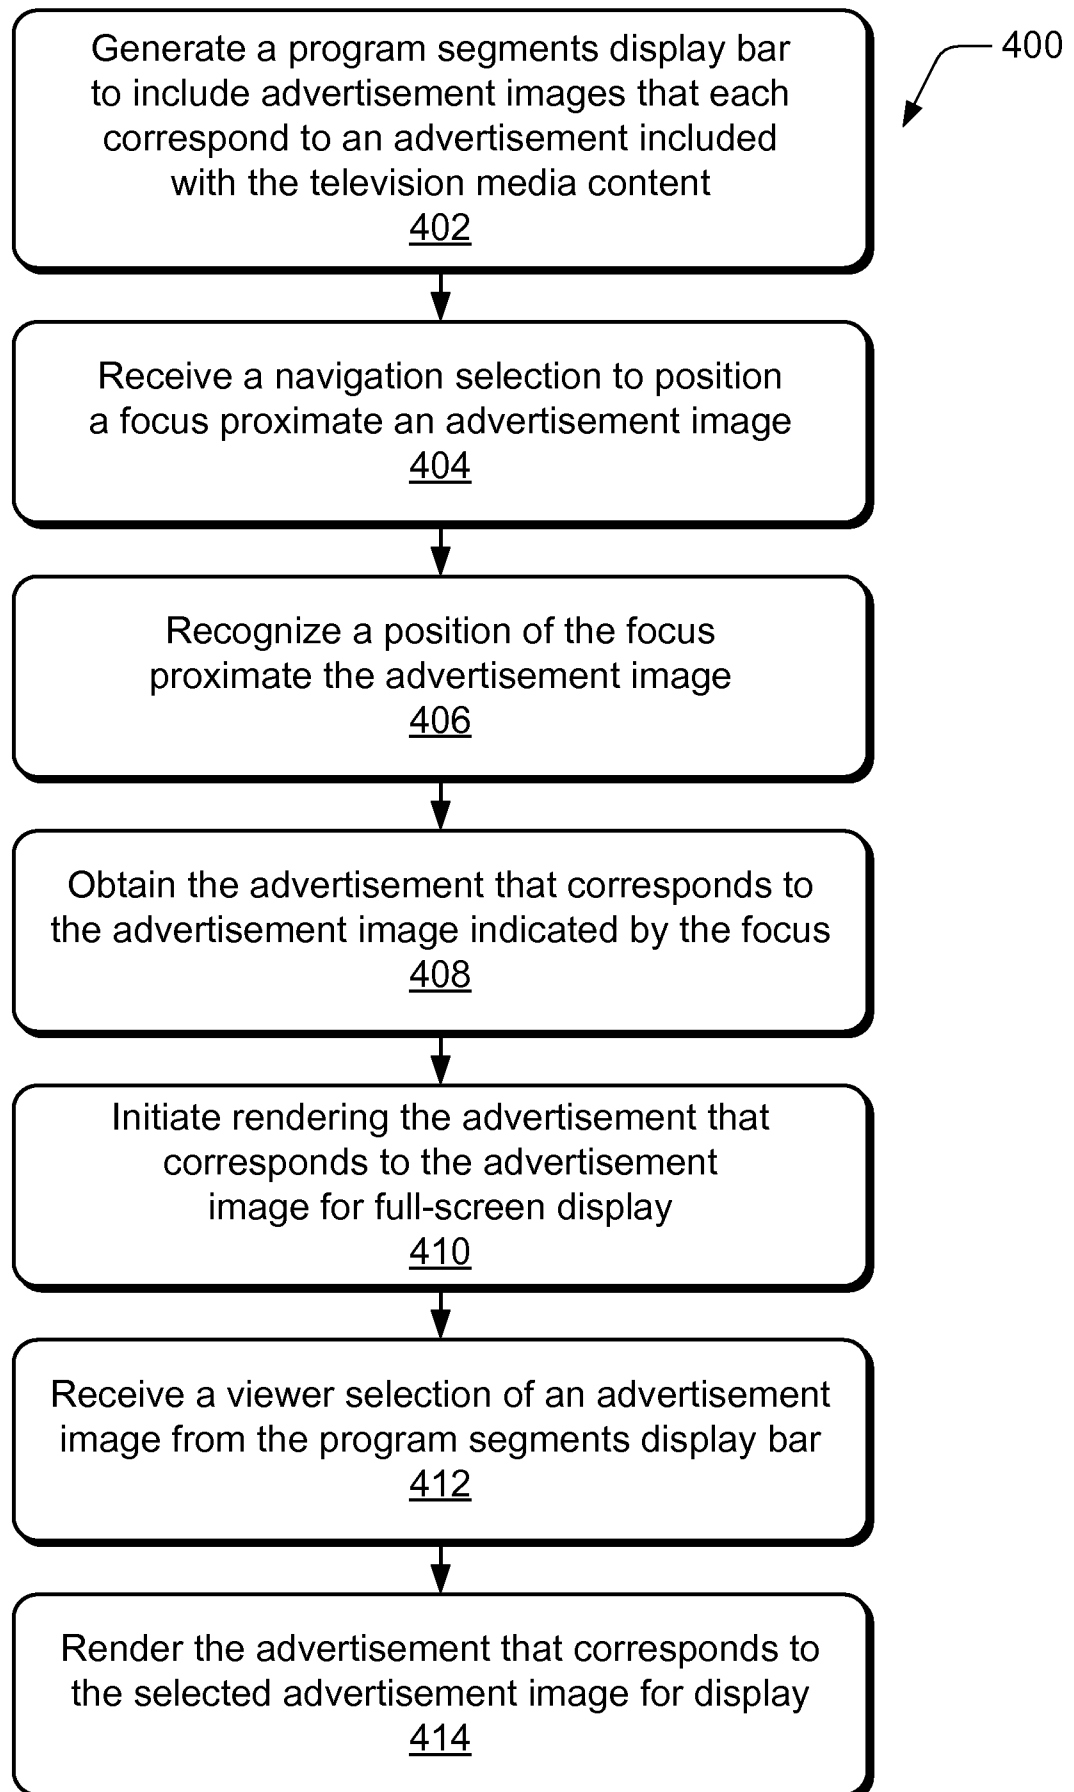 400
Generate a program segments display bar
to include advertisement images that each
correspond to an advertisement included
with the television media content
402
Receive a navigation selection to position
a focus proximate an advertisement image
404
Recognize a position of the focus
proximate the advertisement image
406
Obtain the advertisement that corresponds to
the advertisement image indicated by the focus
408
Initiate rendering the advertisement that
corresponds to the advertisement
image for full-screen display
410
Receive a viewer selection of an advertisement
image from the program segments display bar
412
Render the advertisement that corresponds to
the selected advertisement image for display
414